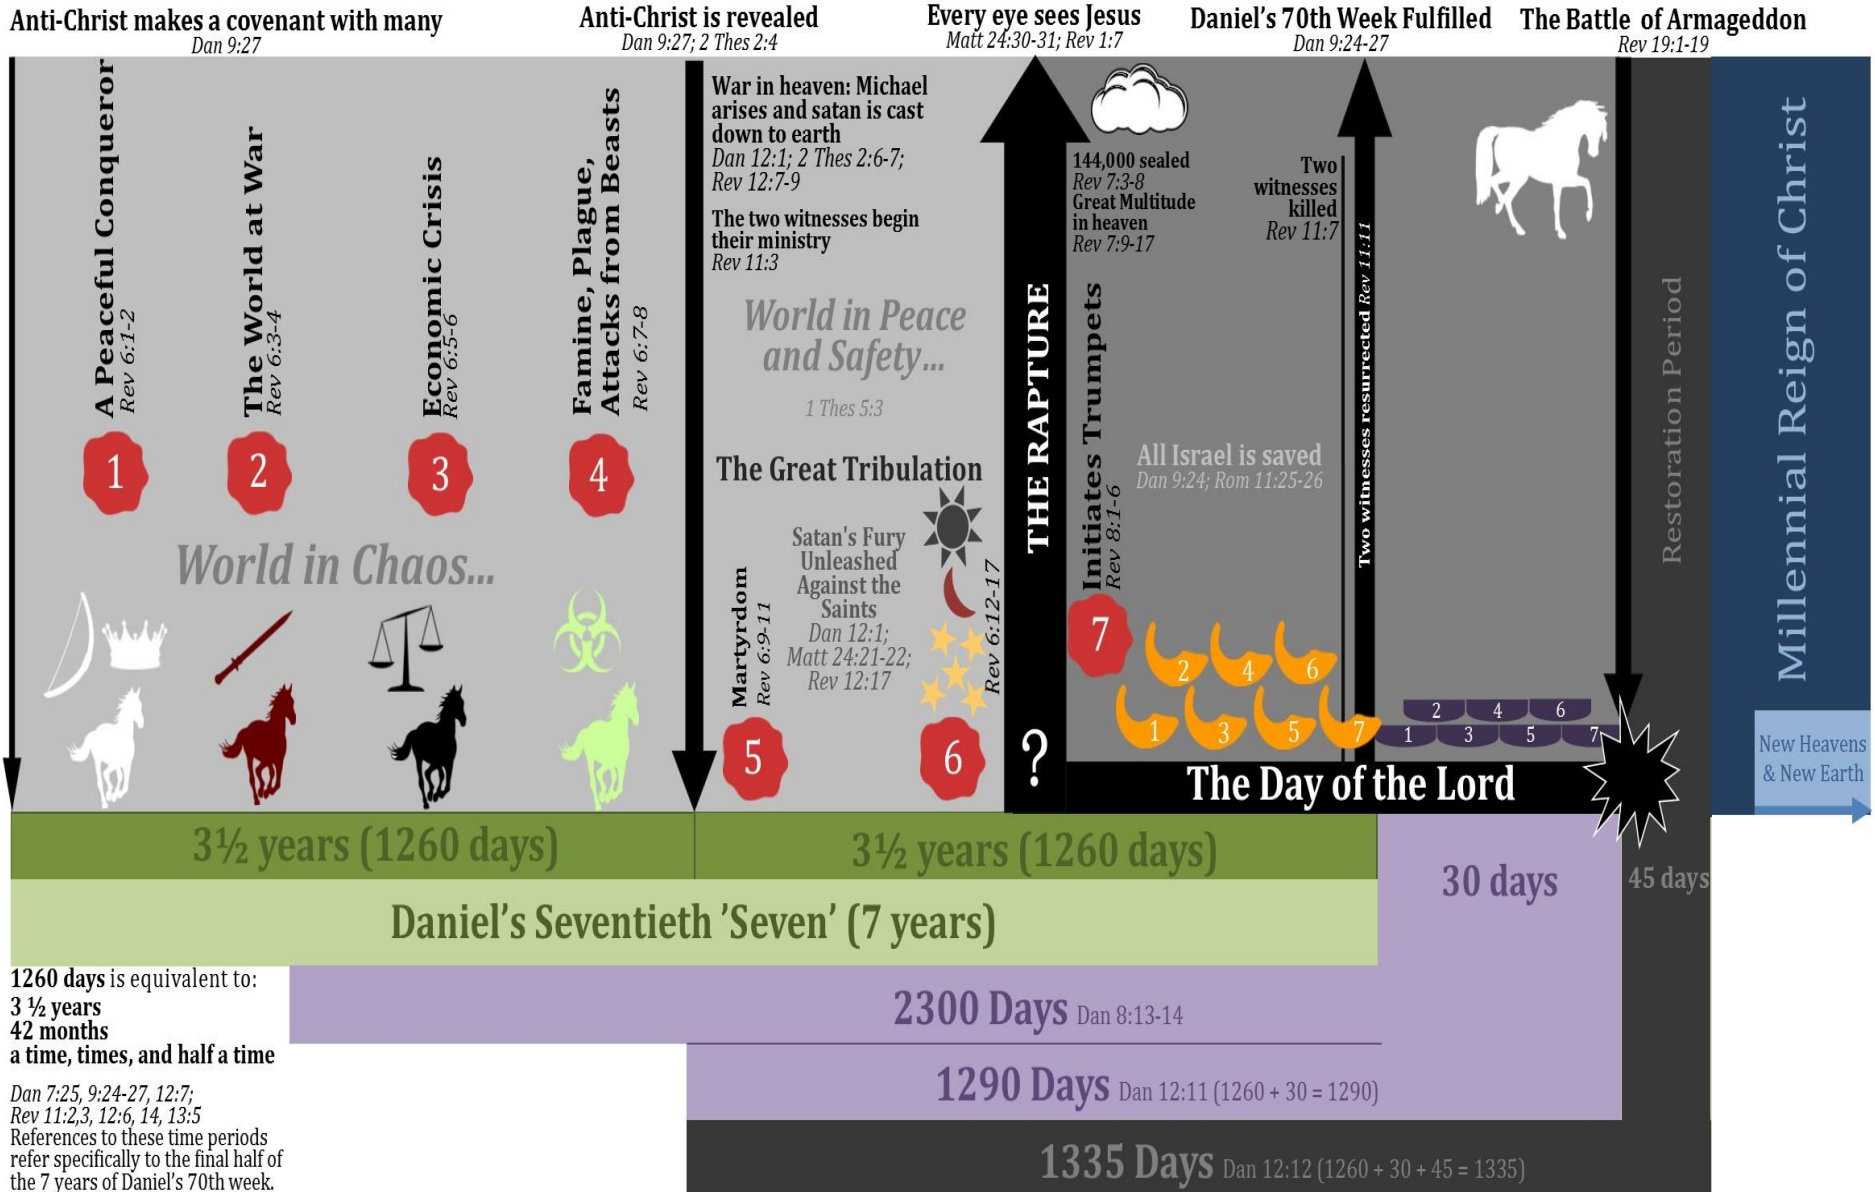 Anti-Christ makes a covenant with many
Dan 9:27
Anti-Christ is revealed
Dan 9:27; 2 Thes 2:4
Every eye sees Jesus
Matt 24:30-31; Rev 1:7
Daniel’s 70th Week Fulfilled
Dan 9:24-27
The Battle of Armageddon
Rev 19:1-19
A Peaceful Conqueror
Rev 6:1-2
The World at War
Rev 6:3-4
Economic Crisis
Rev 6:5-6
Famine, Plague,
Attacks from Beasts
Rev 6:7-8
1
2
3
4
World in Chaos...
War in heaven: Michael
arises and satan is cast
down to earth
Dan 12:1; 2 Thes 2:6-7;
Rev 12:7-9
The two witnesses begin
their ministry
Rev 11:3
World in Peace
and Safety...
1 Thes 5:3
The Great Tribulation
Satan's Fury
Unleashed
Against the
Saints
Dan 12:1;
Matt 24:21-22;
Rev 12:17
Martyrdom
Rev 6:9-11
5
Rev 6:12-17
6
THE RAPTURE
?
144,000 sealed
Rev 7:3-8
Great Multitude
in heaven
Rev 7:9-17
Initiates Trumpets
Rev 8:1-6
7
Two
witnesses
killed
Rev 11:7
Two witnesses resurrected Rev 11:11
All Israel is saved
Dan 9:24; Rom 11:25-26
2 4 6
1 3 5 7
2 4 6
1 3 5 7
The Day of the Lord
Restoration Period
Millennial Reign of Christ
New Heavens
& New Earth
3½ years (1260 days)
3½ years (1260 days)
30 days
45 days
Daniel’s Seventieth ’Seven’ (7 years)
2300 Days Dan 8:13-14
1290 Days Dan 12:11 (1260 + 30 = 1290)
1335 Days Dan 12:12 (1260 + 30 + 45 = 1335)
1260 days is equivalent to:
3 ½ years
42 months
a time, times, and half a time
Dan 7:25, 9:24-27, 12:7;
Rev 11:2,3, 12:6, 14, 13:5
References to these time periods
refer specifically to the final half of
the 7 years of Daniel’s 70th week.